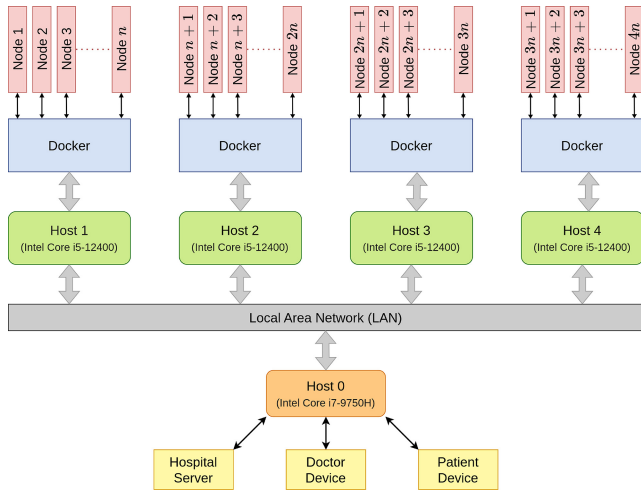 Node 1
Node 2
Node 3
Node n
Node n + 1
Node n + 2
Node n + 3
Node 2n
Node 2n + 1
Node 2n + 2
Node 2n + 3
Node 3n
Node 3n + 1
Node 3n + 2
Node 3n + 3
Node 4n
Docker
Docker
Docker
Docker
Host 1
(Intel Core i5-12400)
Host 2
(Intel Core i5-12400)
Host 3
(Intel Core i5-12400)
Host 4
(Intel Core i5-12400)
Local Area Network (LAN)
Host 0
(Intel Core i7-9750H)
Hospital
Server
Doctor
Device
Patient
Device